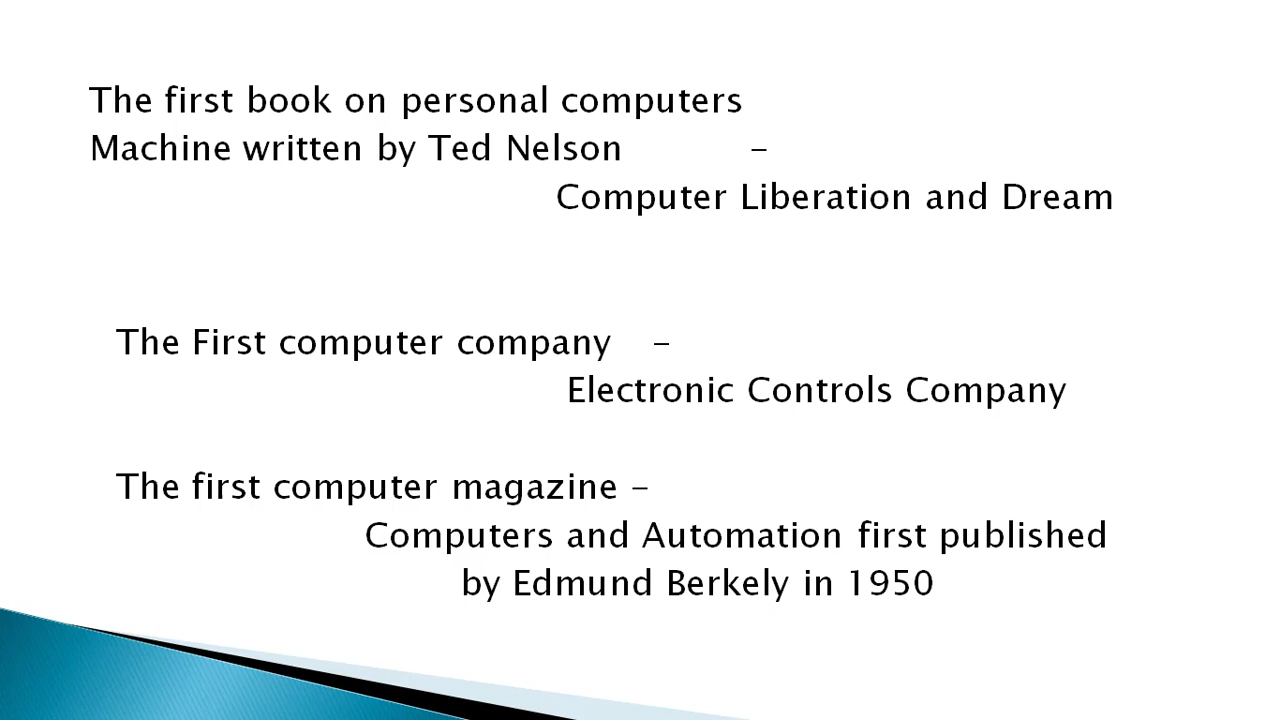 The first book on personal computers
Machine written by Ted Nelson –
Computer Liberation and Dream
The First computer company –
Electronic Controls Company
The first computer magazine –
Computers and Automation first published
by Edmund Berkely in 1950